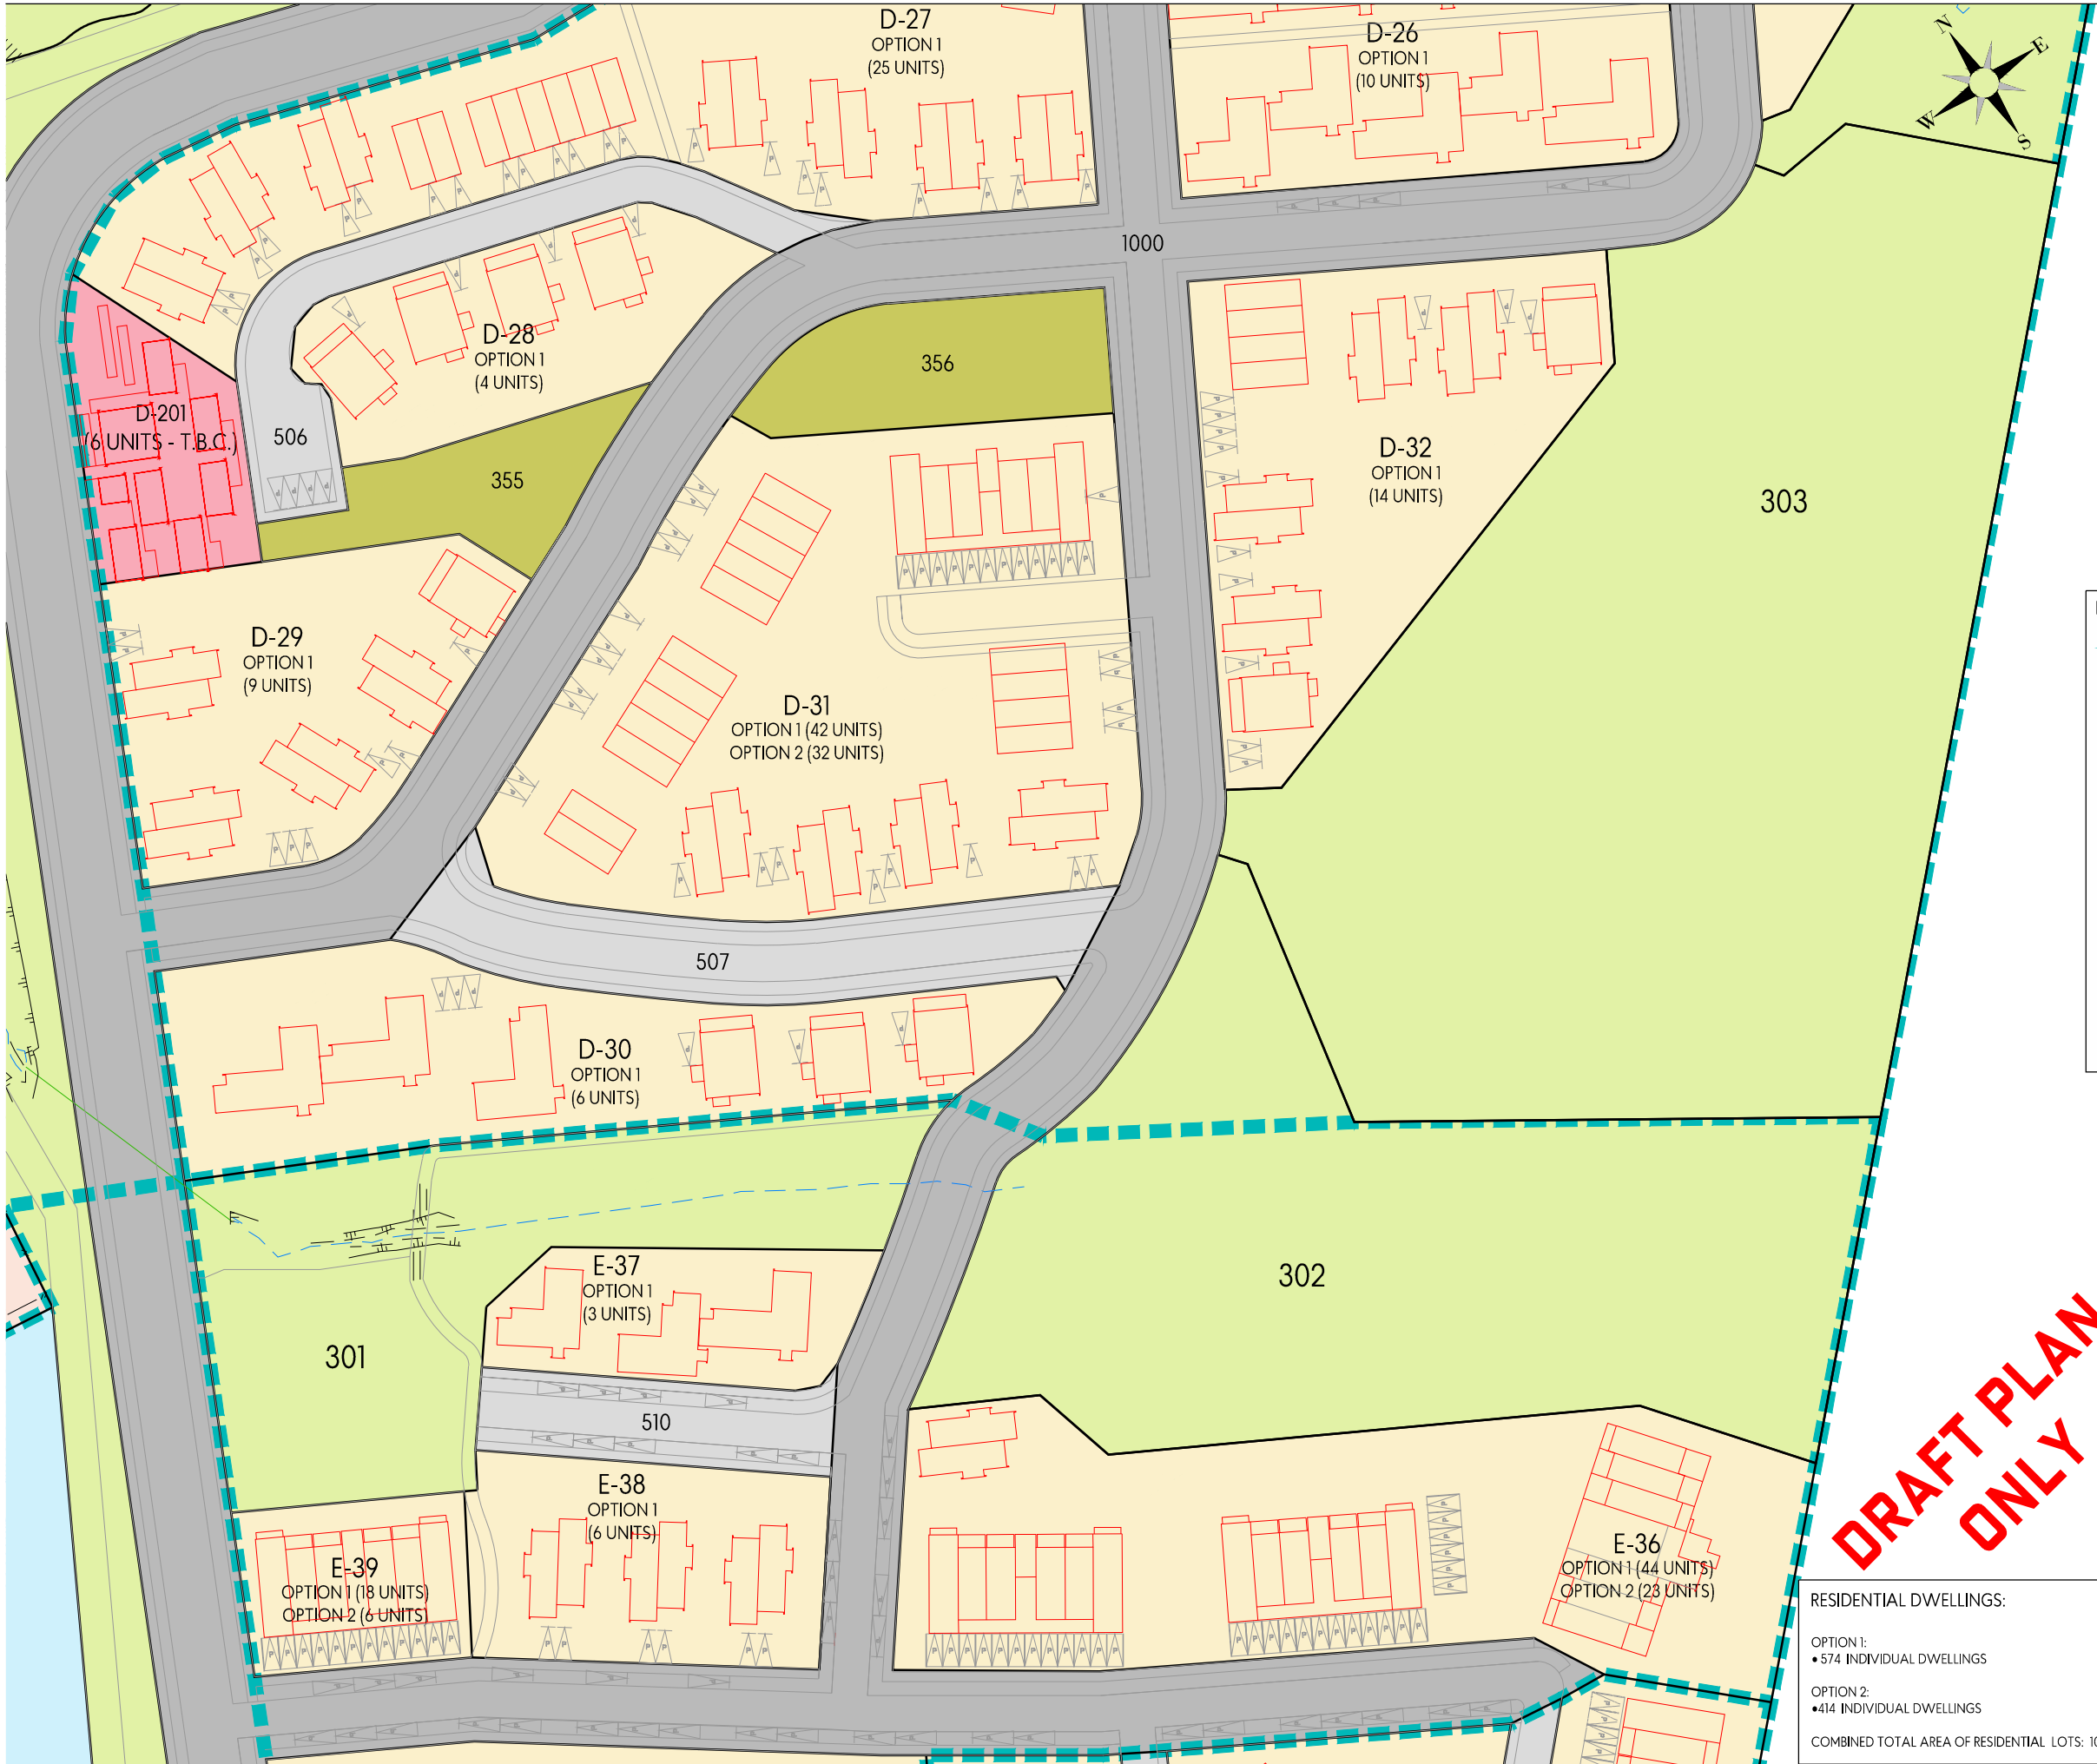 D-27
OPTION 1
(25 UNITS)
D-26
OPTION 1
(10 UNITS)
N
E
W
S
1000
D-28
OPTION 1
(4 UNITS)
356
D-201
(6 UNITS - T.B.C.)
506
355
D-32
OPTION 1
(14 UNITS)
303
D-29
OPTION 1
(9 UNITS)
D-31
OPTION 1 (42 UNITS)
OPTION 2 (32 UNITS)
507
D-30
OPTION 1
(6 UNITS)
E-37
OPTION 1
(3 UNITS)
302
301
510
E-38
OPTION 1
(6 UNITS)
E-39
OPTION 1 (18 UNITS)
OPTION 2 (6 UNITS)
E-36
OPTION 1 (44 UNITS)
OPTION 2 (23 UNITS)
DRAFT PLAN
ONLY
RESIDENTIAL DWELLINGS:
OPTION 1:
• 574 INDIVIDUAL DWELLINGS
OPTION 2:
•414 INDIVIDUAL DWELLINGS
COMBINED TOTAL AREA OF RESIDENTIAL LOTS: